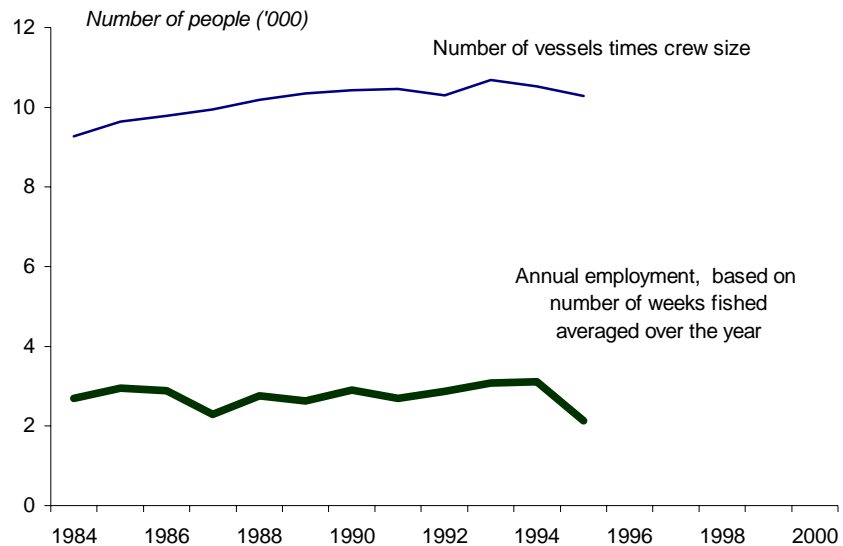 Number of people ('000)
12
Number of vessels times crew size
10
8
6
Annual employment, based on
number of weeks fished
averaged over the year
4
2
0
1984 1986 1988 1990 1992 1994 1996 1998 2000